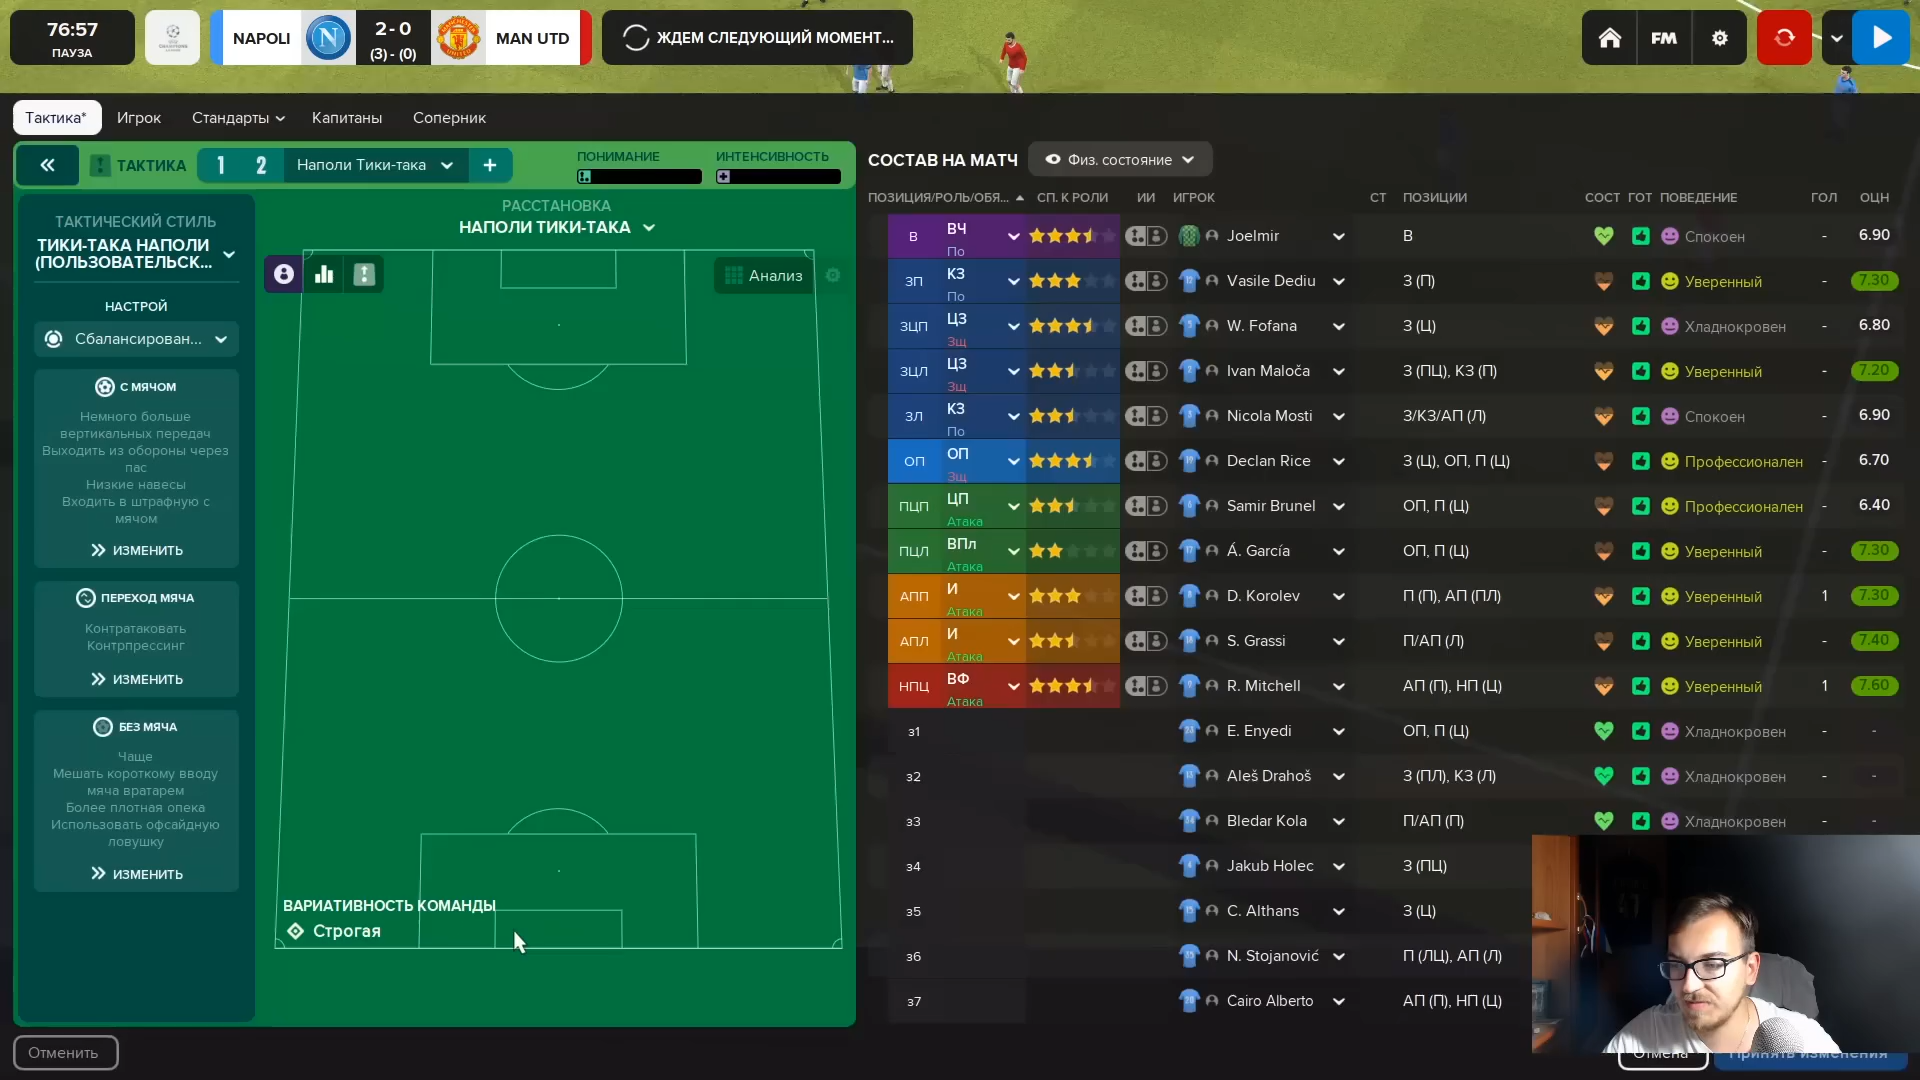 76:57
ПАУЗА
NAPOLI
2 - 0
(3) - (0)
MAN UTD
ЖДЕМ СЛЕДУЮЩИЙ МОМЕНТ...
FM
Тактика*
Игрок
Стандарты
Капитаны
Соперник
ТАКТИКА
1
2
Наполи Тики-така
+
ПОНИМАНИЕ
ИНТЕНСИВНОСТЬ
ТАКТИЧЕСКИЙ СТИЛЬ
ТИКИ-ТАКА НАПОЛИ
(ПОЛЬЗОВАТЕЛЬСК...
НАСТРОЙ
Сбалансирован...
С МЯЧОМ
Немного больше
вертикальных передач
Выходить из обороны через
пас
Низкие навесы
Входить в штрафную с
мячом
ИЗМЕНИТЬ
ПЕРЕХОД МЯЧА
Контратаковать
Контрпрессинг
ИЗМЕНИТЬ
БЕЗ МЯЧА
Чаще
Мешать короткому вводу
мяча вратарем
Более плотная опека
Использовать офсайдную
ловушку
ИЗМЕНИТЬ
РАССТАНОВКА
НАПОЛИ ТИКИ-ТАКА
Анализ
ВАРИАТИВНОСТЬ КОМАНДЫ
Строгая
СОСТАВ НА МАТЧ
Физ. состояние
ПОЗИЦИЯ/РОЛЬ/ОБЯ... СП. К РОЛИ ИИ ИГРОК СТ ПОЗИЦИИ СОСТ ГОТ ПОВЕДЕНИЕ ГОЛ ОЦН
В ВЧ По Joelmir В Спокоен - 6.90
ЗП КЗ По Vasile Dediu З (П) Уверенный - 7.30
ЗЦП ЦЗ Зщ W. Fofana З (Ц) Хладнокровен - 6.80
ЗЦЛ ЦЗ Зщ Ivan Maloča З (ПЦ), КЗ (П) Уверенный - 7.20
ЗЛ КЗ По Nicola Mosti З/КЗ/АП (Л) Спокоен - 6.90
ОП ОП Зщ Declan Rice З (Ц), ОП, П (Ц) Профессионален - 6.70
ПЦП ЦП Атака Samir Brunel ОП, П (Ц) Профессионален - 6.40
ПЦЛ ВПл Атака Á. García ОП, П (Ц) Уверенный - 7.30
АПП И Атака D. Korolev П (П), АП (ПЛ) Уверенный 1 7.30
АПЛ И Атака S. Grassi П/АП (Л) Уверенный - 7.40
НПЦ ВФ Атака R. Mitchell АП (П), НП (Ц) Уверенный 1 7.60
з1 E. Enyedi ОП, П (Ц) Хладнокровен - -
з2 Aleš Drahoš З (ПЛ), КЗ (Л) Хладнокровен - -
з3 Bledar Kola П/АП (П) Хладнокровен - -
з4 Jakub Holec З (ПЦ)
з5 C. Althans З (Ц)
з6 N. Stojanović П (ЛЦ), АП (Л)
з7 Cairo Alberto АП (П), НП (Ц)
Отменить
Отмена
Принять изменения